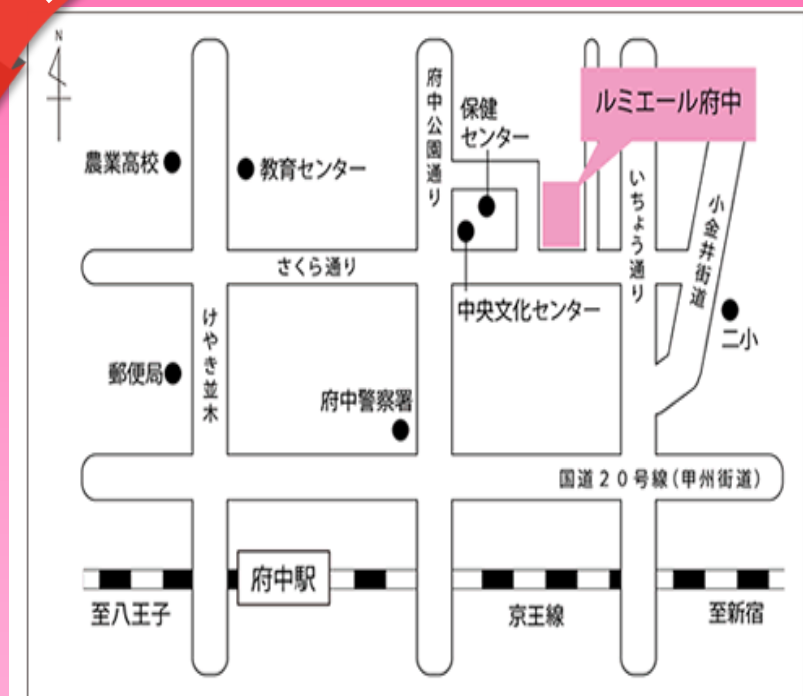 N
ルミエール府中
府中公園通り
保健
センター
農業高校
教育センター
いちょう通り
小金井街道
さくら通り
中央文化センター
二小
けやき並木
郵便局
府中警察署
国道20号線(甲州街道)
府中駅
至八王子
京王線
至新宿